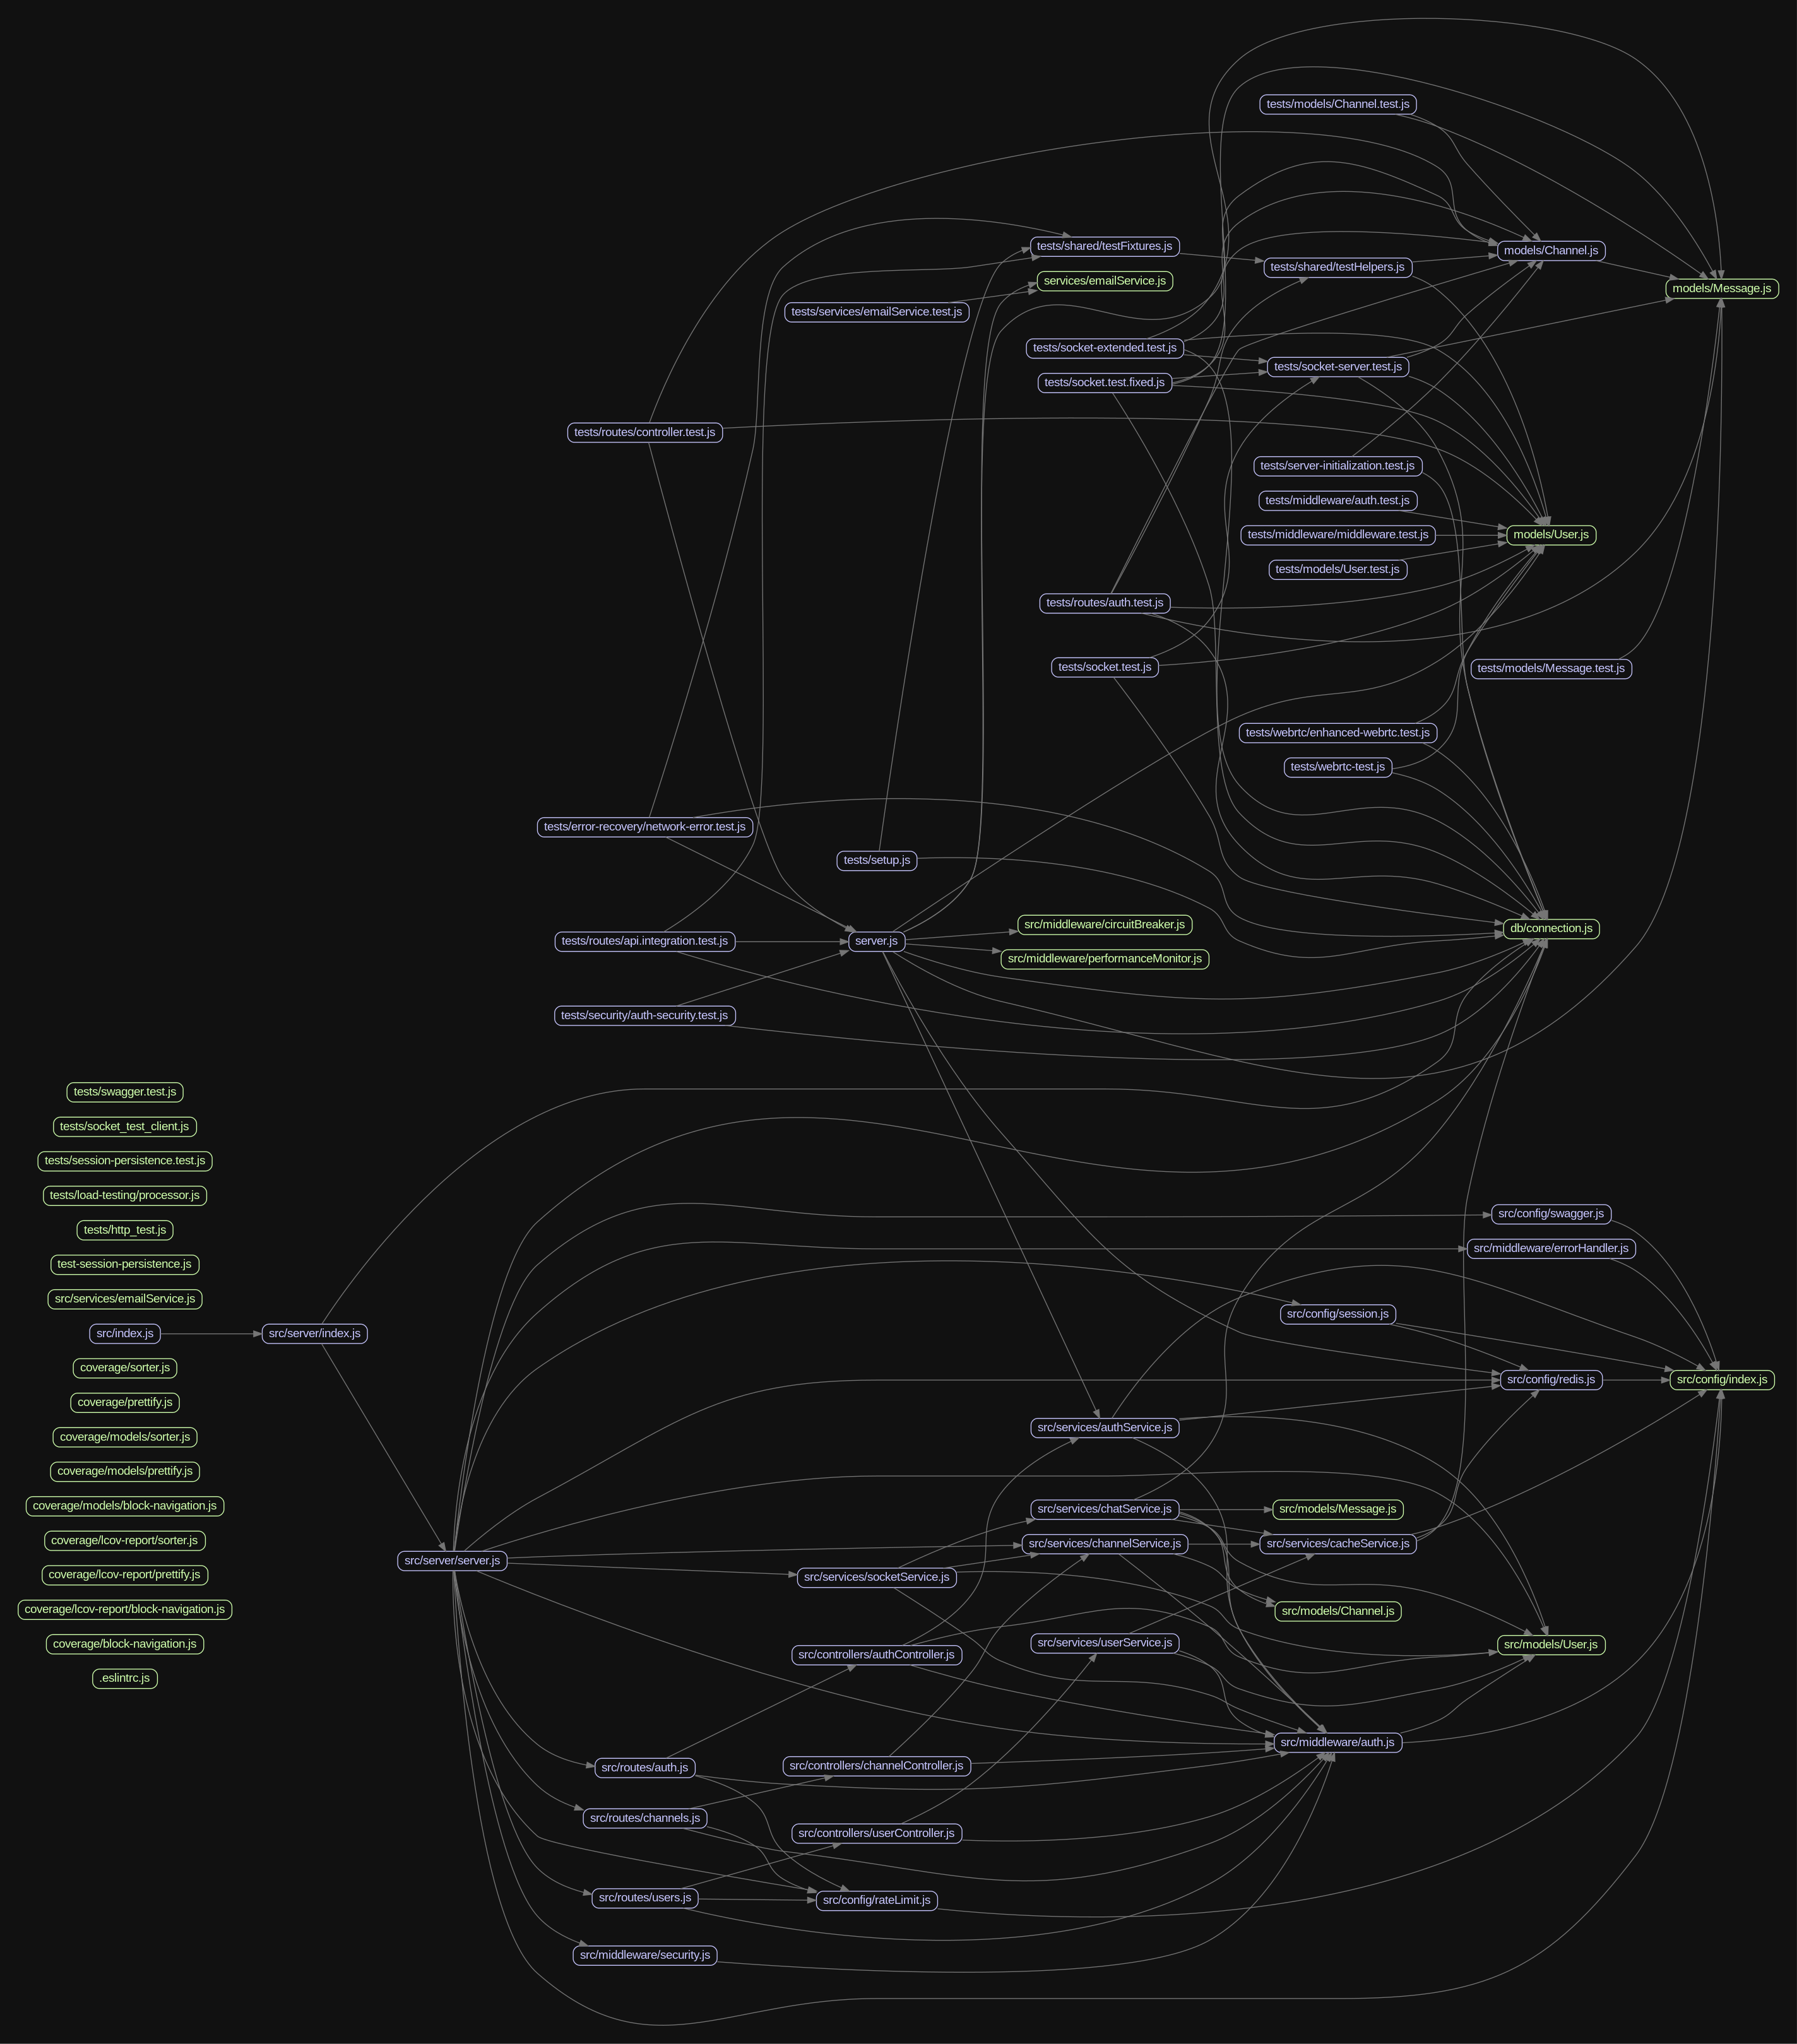 tests/models/Channel.test.js
tests/shared/testFixtures.js
models/Channel.js
tests/shared/testHelpers.js
services/emailService.js
models/Message.js
tests/services/emailService.test.js
tests/socket-extended.test.js
tests/socket-server.test.js
tests/socket.test.fixed.js
tests/routes/controller.test.js
tests/server-initialization.test.js
tests/middleware/auth.test.js
tests/middleware/middleware.test.js
models/User.js
tests/models/User.test.js
tests/routes/auth.test.js
tests/socket.test.js
tests/models/Message.test.js
tests/webrtc/enhanced-webrtc.test.js
tests/webrtc-test.js
tests/error-recovery/network-error.test.js
tests/setup.js
src/middleware/circuitBreaker.js
db/connection.js
tests/routes/api.integration.test.js
server.js
src/middleware/performanceMonitor.js
tests/security/auth-security.test.js
tests/swagger.test.js
tests/socket_test_client.js
tests/session-persistence.test.js
tests/load-testing/processor.js
src/config/swagger.js
tests/http_test.js
src/middleware/errorHandler.js
test-session-persistence.js
src/services/emailService.js
src/config/session.js
src/index.js
src/server/index.js
coverage/sorter.js
src/config/redis.js
src/config/index.js
coverage/prettify.js
src/services/authService.js
coverage/models/sorter.js
coverage/models/prettify.js
coverage/models/block-navigation.js
src/services/chatService.js
src/models/Message.js
coverage/lcov-report/sorter.js
src/services/channelService.js
src/services/cacheService.js
src/server/server.js
coverage/lcov-report/prettify.js
src/services/socketService.js
coverage/lcov-report/block-navigation.js
src/models/Channel.js
coverage/block-navigation.js
src/services/userService.js
src/models/User.js
src/controllers/authController.js
.eslintrc.js
src/middleware/auth.js
src/routes/auth.js
src/controllers/channelController.js
src/routes/channels.js
src/controllers/userController.js
src/routes/users.js
src/config/rateLimit.js
src/middleware/security.js